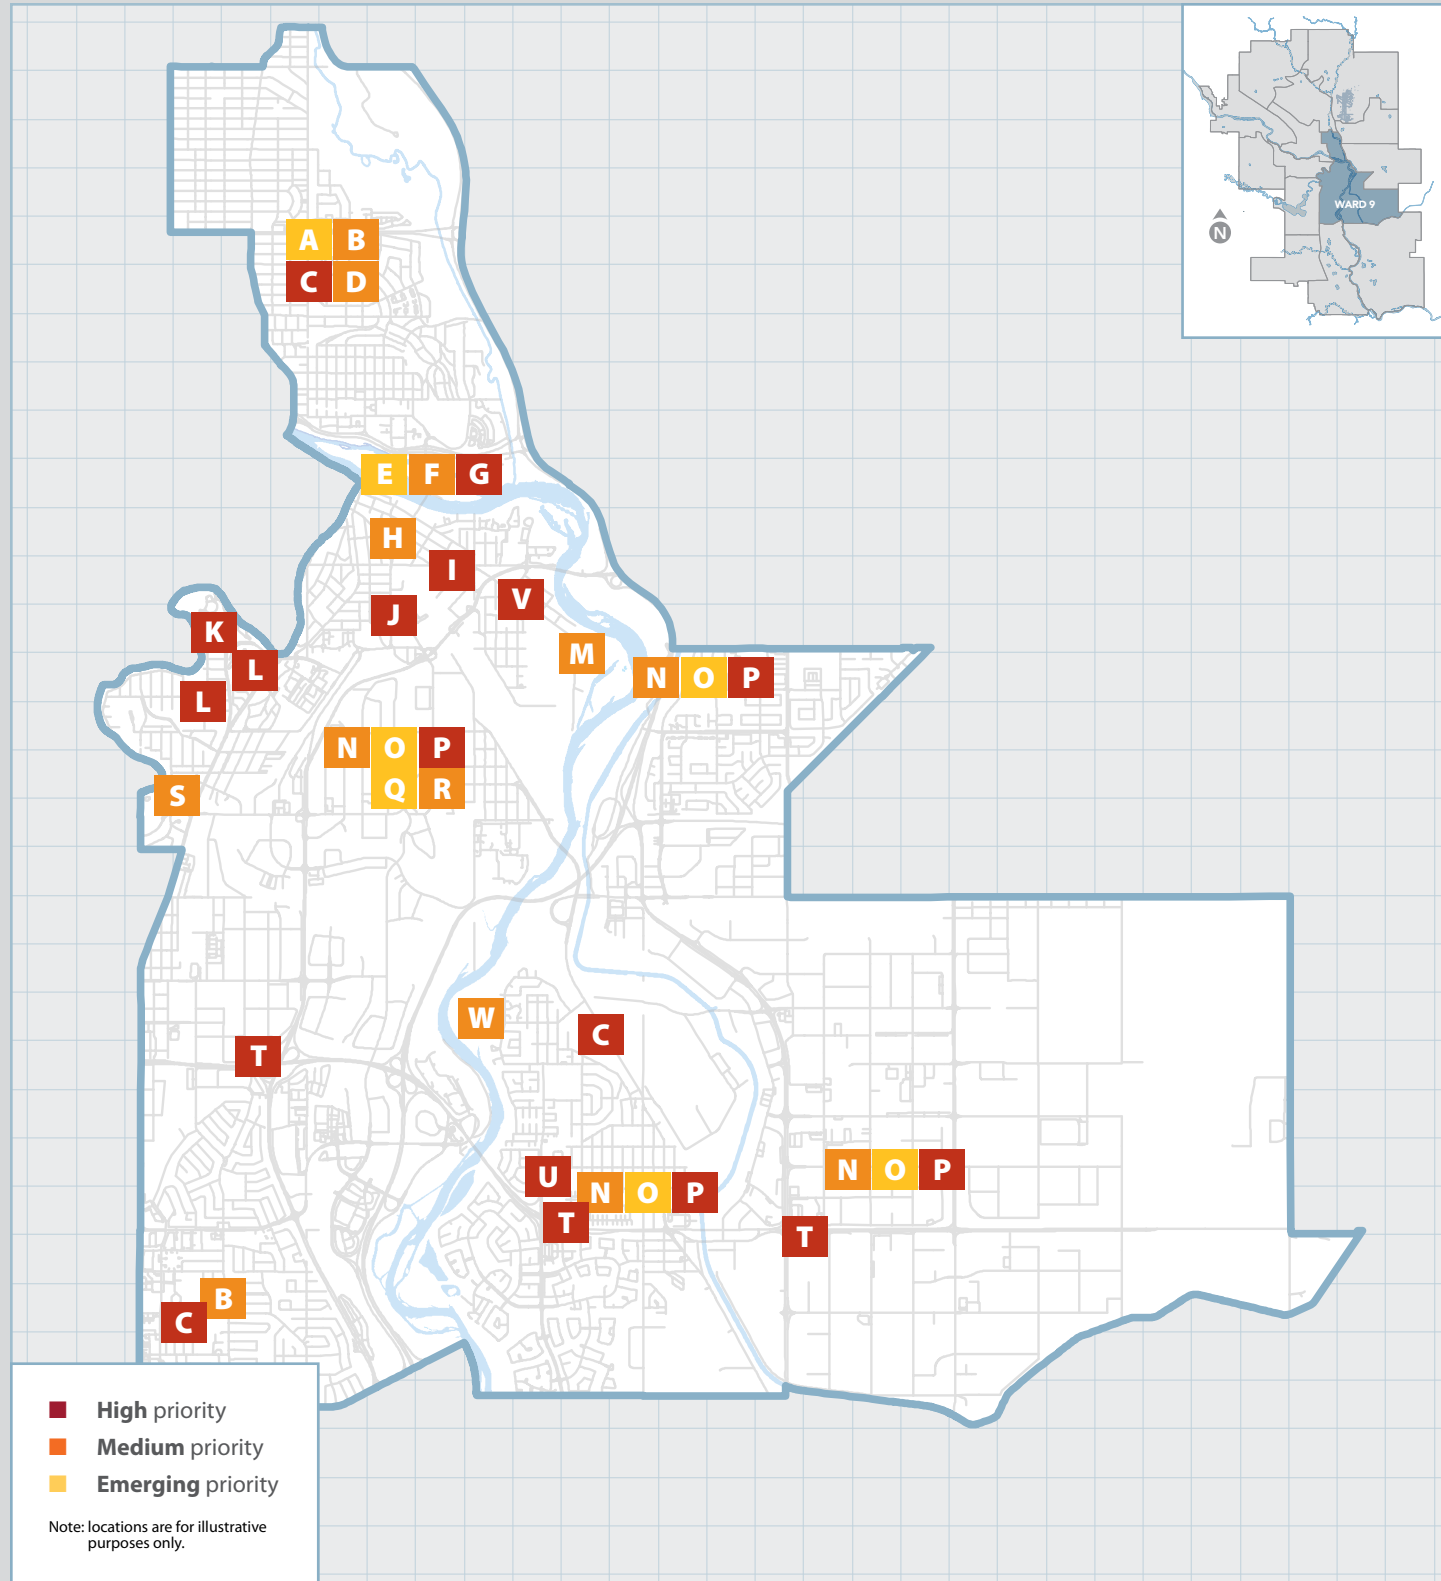 WARD 9
N
A B
C D
E F G
H
I
V
J
K
L
L
M
N O P
N O P
Q R
S
W
C
T
U
N O P
T
N O P
T
B
C
High priority
Medium priority
Emerging priority
Note: locations are for illustrative
purposes only.